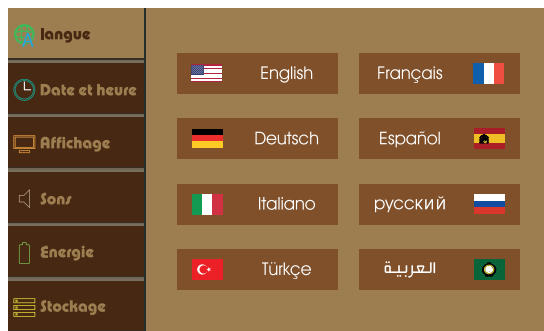 langue
Date et heure
Affichage
Sons
Energie
Stockage
English
Français
Deutsch
Español
Italiano
русский
Türkçe
العربية